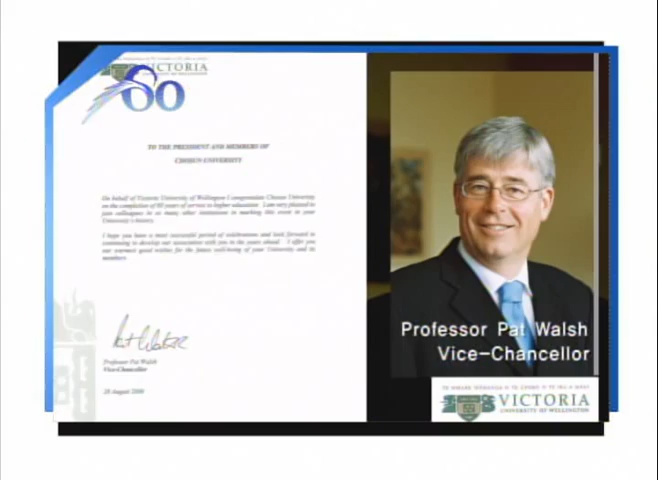 VICTORIA
UNIVERSITY OF WELLINGTON
60
TO THE PRESIDENT AND MEMBERS OF
CHOSUN UNIVERSITY
On behalf of Victoria University of Wellington I congratulate Chosun University
on the completion of 60 years of service to higher education. I am very pleased to
join colleagues in so many other institutions in marking this event in your
University's history.
I hope you have a most successful period of celebrations and look forward to
continuing to develop our association with you in the years ahead. I offer you
our warmest good wishes for the future well-being of your University and its
members.
Pat Walsh
Professor Pat Walsh
Vice-Chancellor
August
Professor Pat Walsh
Vice-Chancellor
VICTORIA
UNIVERSITY OF WELLINGTON